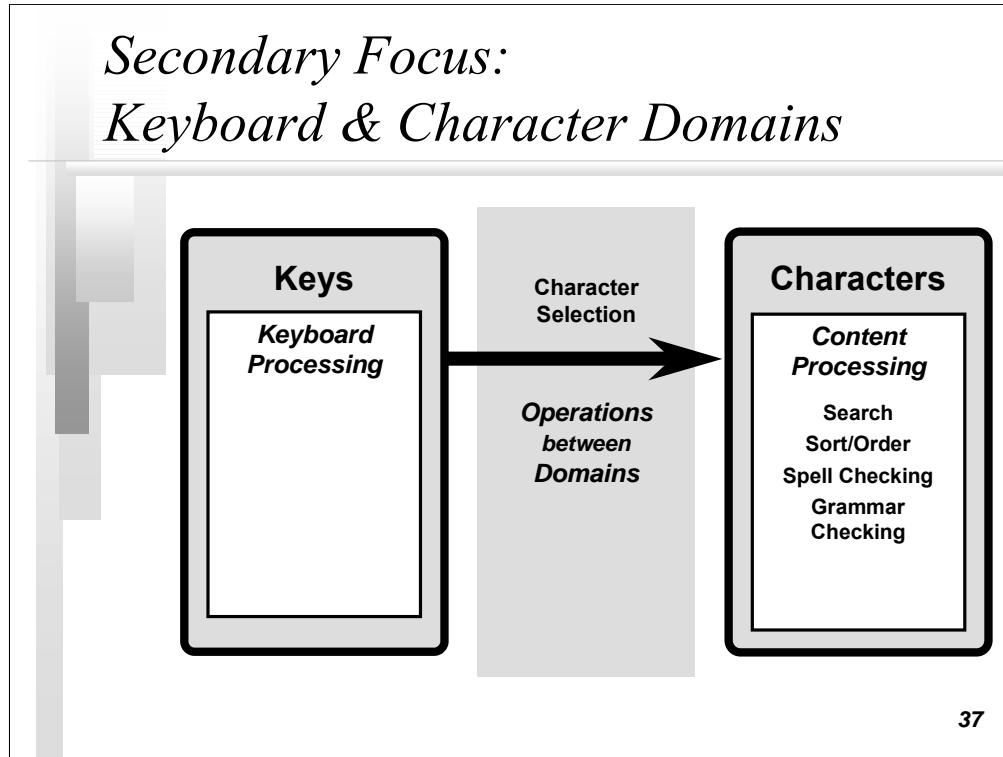 Secondary Focus:
Keyboard & Character Domains
Keys
Keyboard
Processing
Character
Selection
Operations
between
Domains
Characters
Content
Processing
Search
Sort/Order
Spell Checking
Grammar
Checking
37